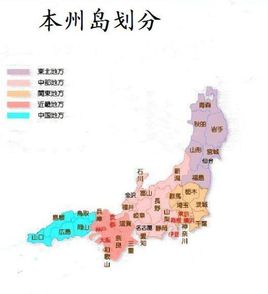 本州岛划分
東北地方
中部地方
関東地方
近畿地方
中国地方
青森
秋田
岩手
山形
宮城
仙台
福島
新潟
石川
富山
金沢
福井
長野
群馬
栃木
茨城
埼玉
山梨
東京
千葉
神奈川
岐阜
静岡
愛知
名古屋
滋賀
三重
奈良
和歌山
大阪
兵庫
鳥取
島根
岡山
広島
山口